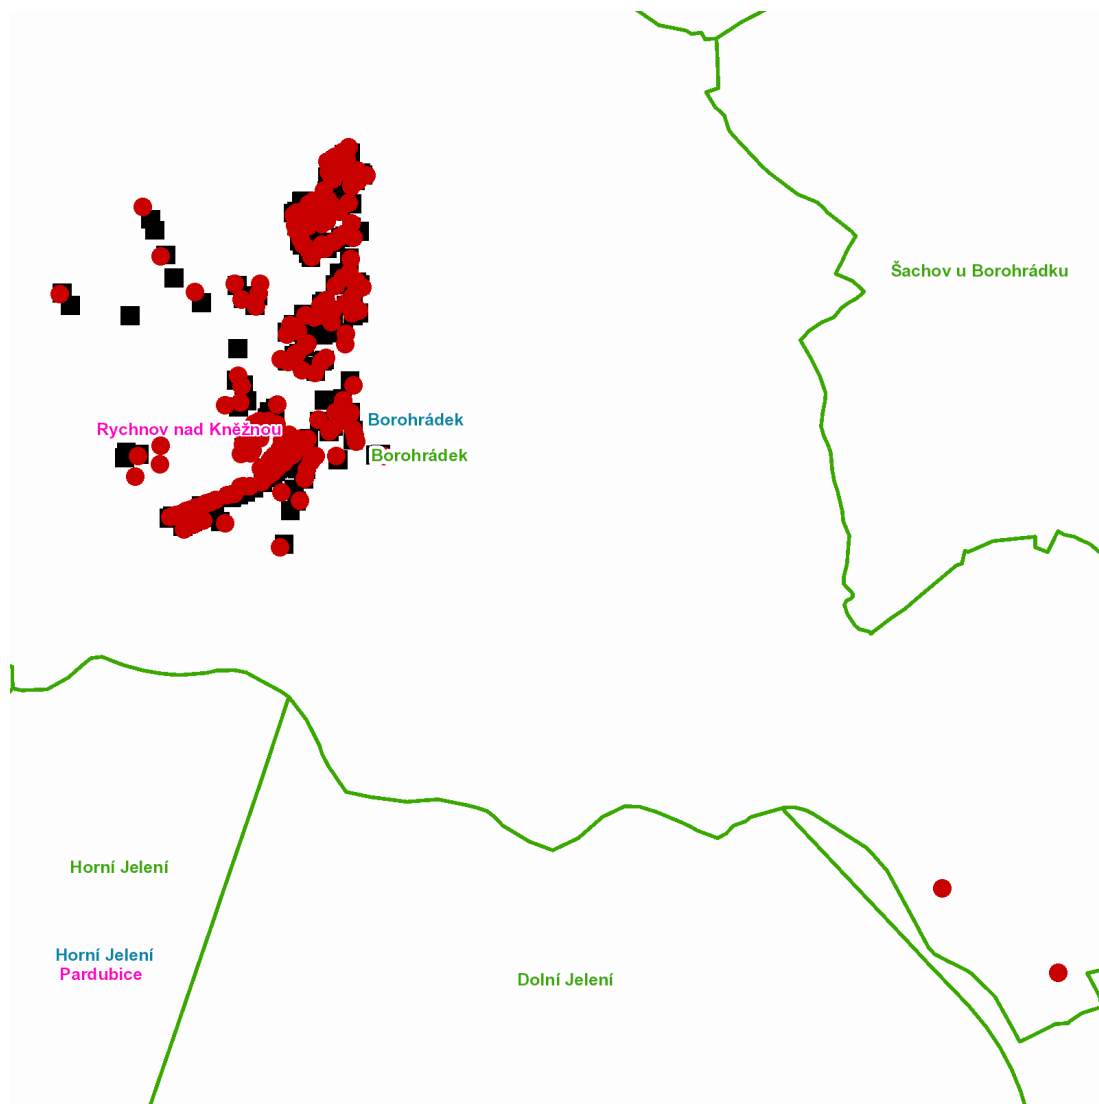 Šachov u Borohrádku
Borohrádek
Rychnov nad Kněžnou
Borohrádek
Horní Jelení
Horní Jelení
Pardubice
Dolní Jelení